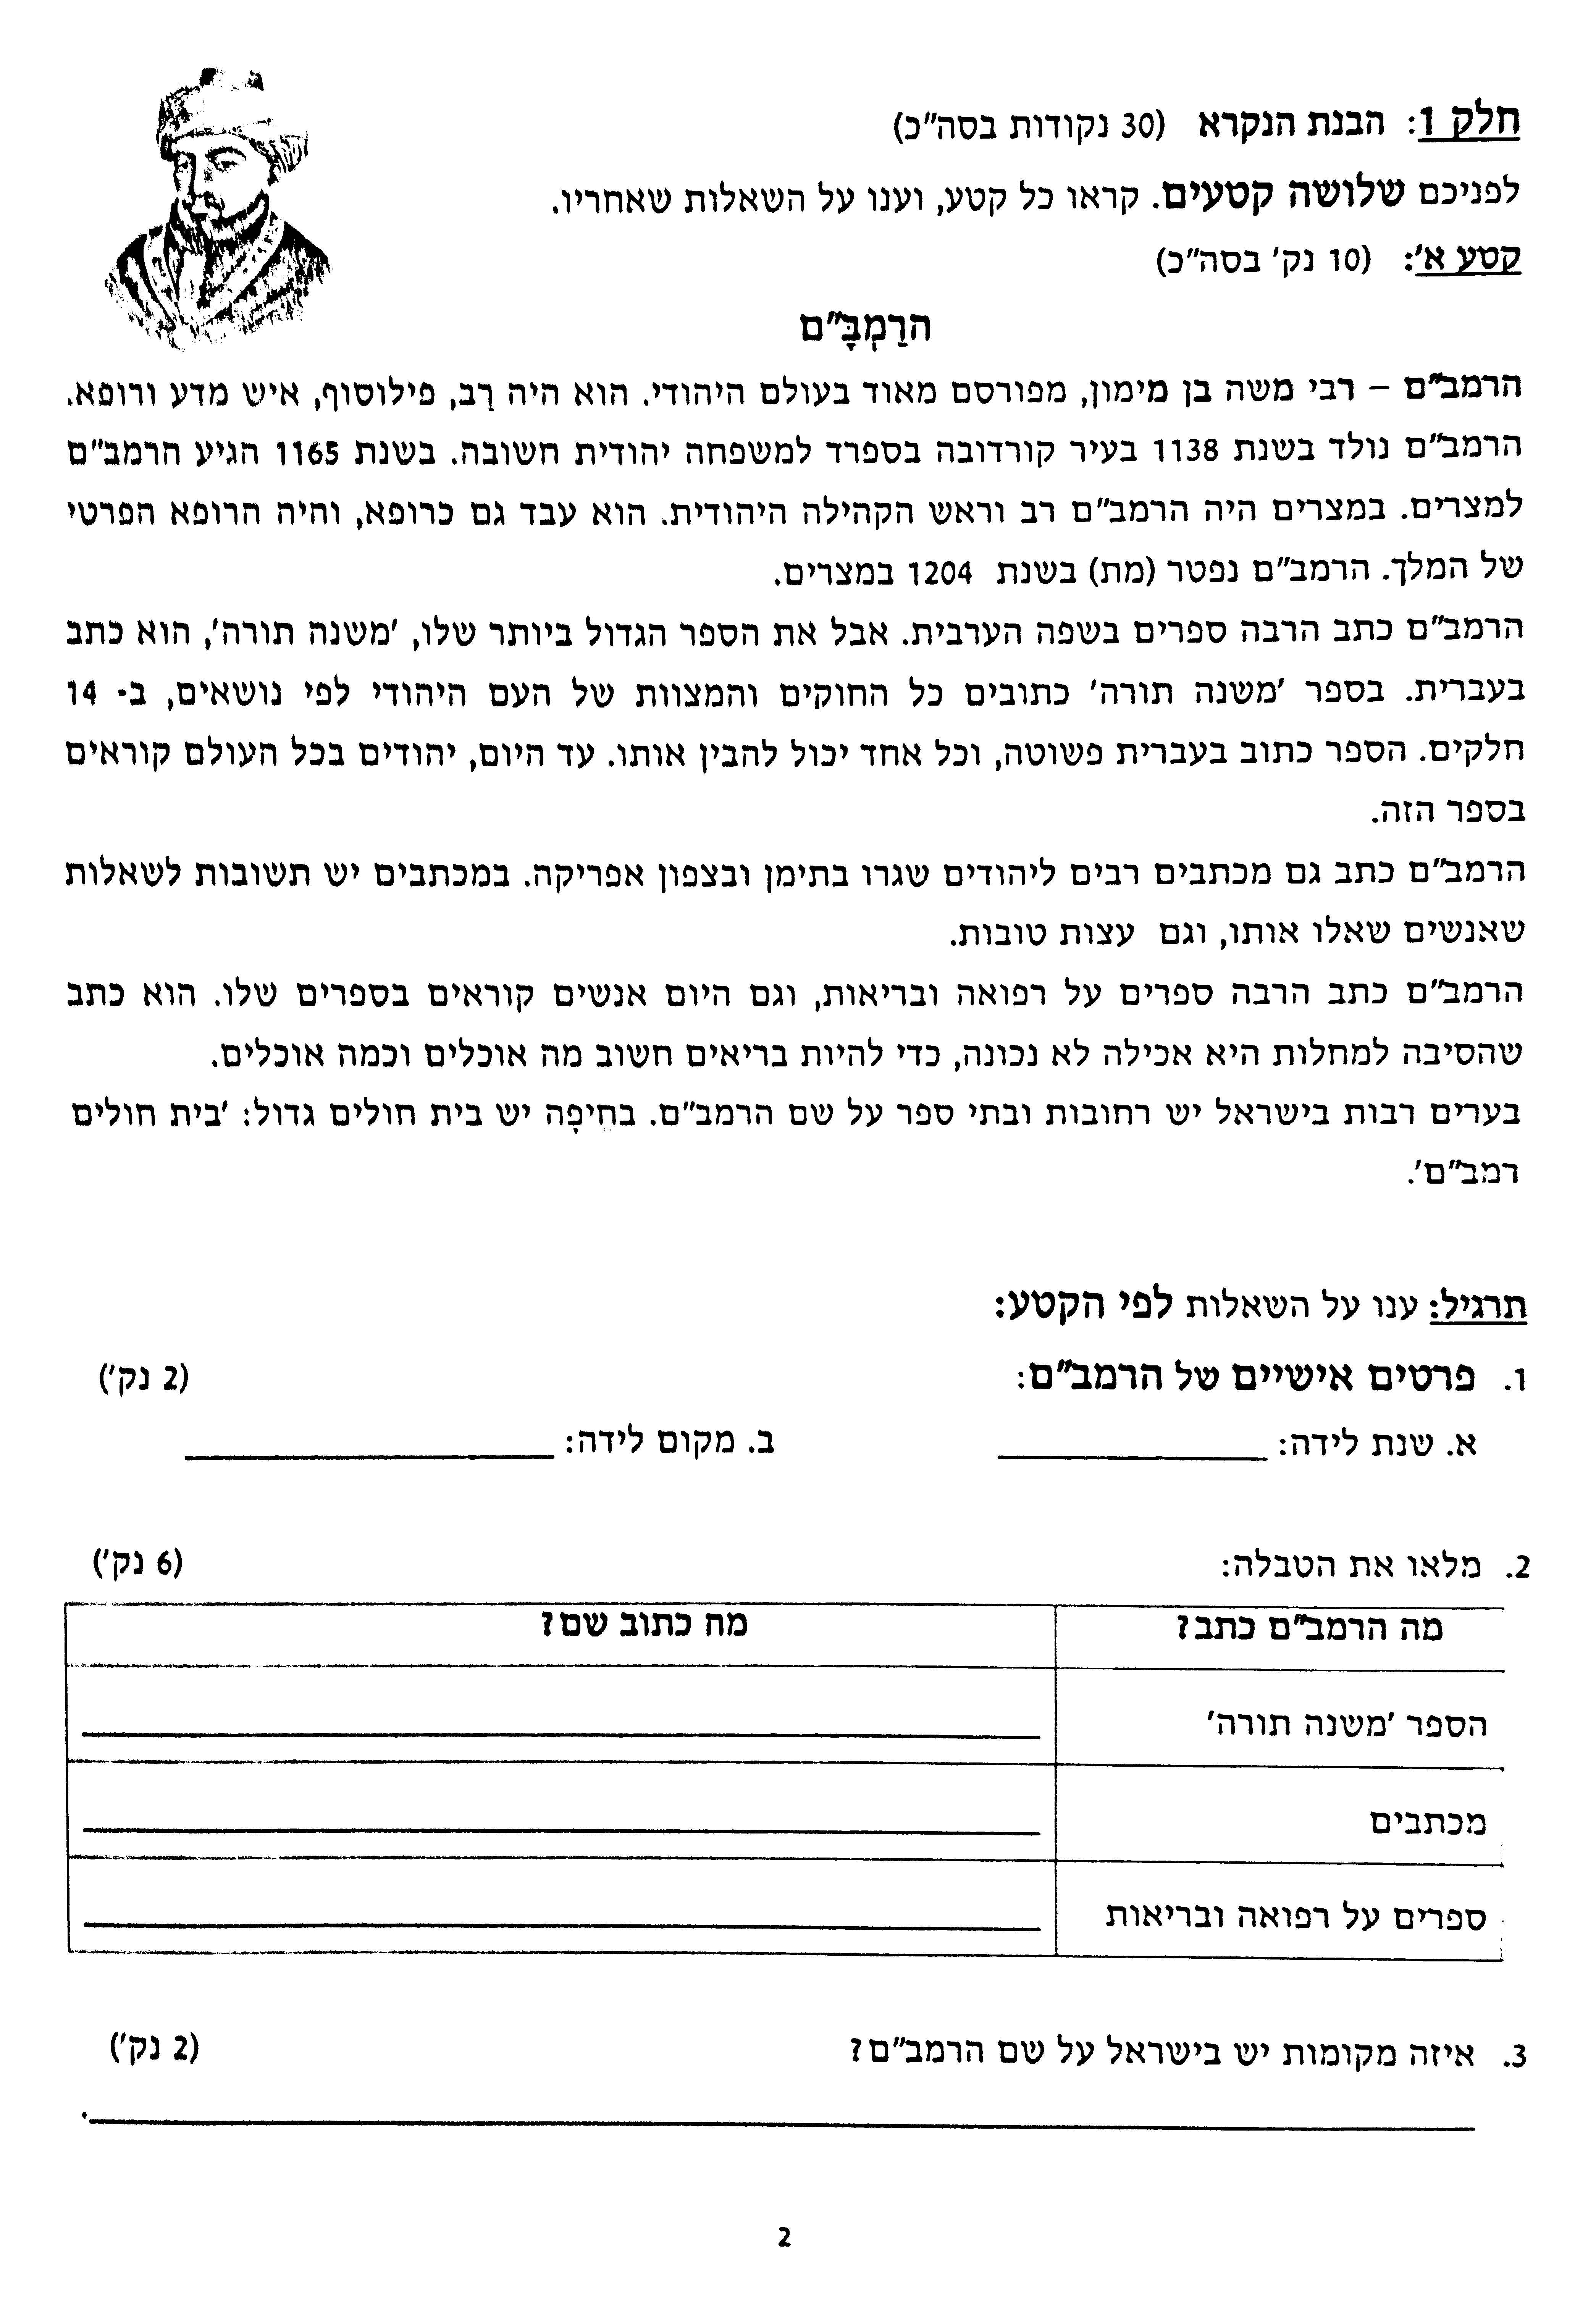 חלק 1: הבנת הנקרא (30 נקודות בסה"כ)
לפניכם שלושה קטעים. קראו כל קטע, וענו על השאלות שאחריו.
קטע א': (10 נק' בסה"כ)
הרַמְבָּ"ם
הרמב"ם – רבי משה בן מימון, מפורסם מאוד בעולם היהודי. הוא היה רַב, פילוסוף, איש מדע ורופא.
הרמב"ם נולד בשנת 1138 בעיר קורדובה בספרד למשפחה יהודית חשובה. בשנת 1165 הגיע הרמב"ם
למצרים. במצרים היה הרמב"ם רב וראש הקהילה היהודית. הוא עבד גם כרופא, והיה הרופא הפרטי
של המלך. הרמב"ם נפטר (מת) בשנת 1204 במצרים.
הרמב"ם כתב הרבה ספרים בשפה הערבית. אבל את הספר הגדול ביותר שלו, 'משנה תורה', הוא כתב
בעברית. בספר 'משנה תורה' כתובים כל החוקים והמצוות של העם היהודי לפי נושאים, ב- 14
חלקים. הספר כתוב בעברית פשוטה, וכל אחד יכול להבין אותו. עד היום, יהודים בכל העולם קוראים
בספר הזה.
הרמב"ם כתב גם מכתבים רבים ליהודים שגרו בתימן ובצפון אפריקה. במכתבים יש תשובות לשאלות
שאנשים שאלו אותו, וגם עצות טובות.
הרמב"ם כתב הרבה ספרים על רפואה ובריאות, וגם היום אנשים קוראים בספרים שלו. הוא כתב
שהסיבה למחלות היא אכילה לא נכונה, כדי להיות בריאים חשוב מה אוכלים וכמה אוכלים.
בערים רבות בישראל יש רחובות ובתי ספר על שם הרמב"ם. בחֵיפָה יש בית חולים גדול: 'בית חולים
רמב"ם'.
תרגיל: ענו על השאלות לפי הקטע:
1. פרטים אישיים של הרמב"ם: (2 נק')
א. שנת לידה: ב. מקום לידה:
2. מלאו את הטבלה: (6 נק')
מה הרמב"ם כתב? מה כתוב שם?
הספר 'משנה תורה'
מכתבים
ספרים על רפואה ובריאות
3. איזה מקומות יש בישראל על שם הרמב"ם? (2 נק')
2